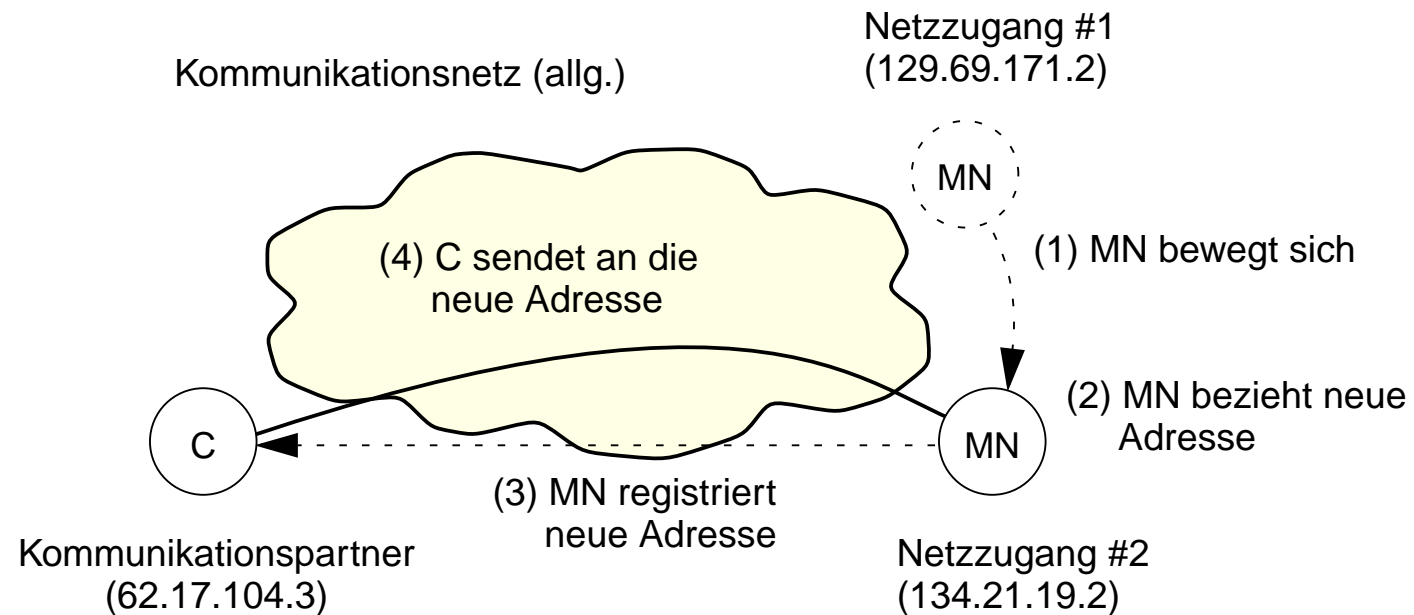 Netzzugang #1
(129.69.171.2)
Kommunikationsnetz (allg.)
MN
(1) MN bewegt sich
(4) C sendet an die
neue Adresse
(2) MN bezieht neue
Adresse
C
MN
(3) MN registriert
neue Adresse
Kommunikationspartner
(62.17.104.3)
Netzzugang #2
(134.21.19.2)